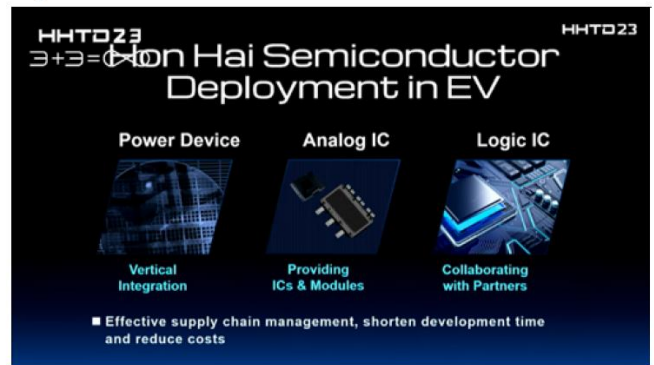 HHTD23
HHTD23
3+3=∞
Hon Hai Semiconductor
Deployment in EV
Power Device
Analog IC
Logic IC
Vertical
Integration
Providing
ICs & Modules
Collaborating
with Partners
■ Effective supply chain management, shorten development time
and reduce costs